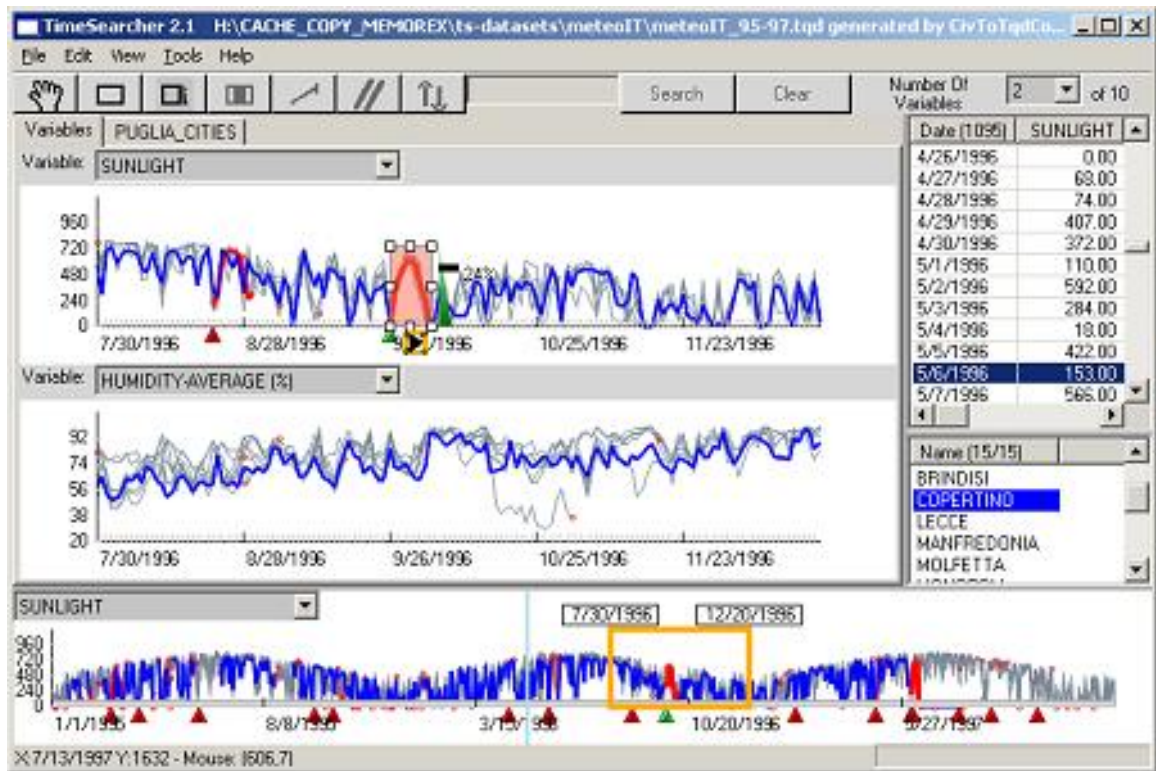 TimeSearcher 2.1 H:\CACHE_COPY_MEMOREX\ts-datasets\meteoIT\meteoIT_95-97.tqd generated by CivToTqdCo...
File Edit View Tools Help
Search Clear Number Of Variables 2 of 10
Variables PUGLIA_CITIES
Variable: SUNLIGHT
960
720
480
240
0
24%
7/30/1996 8/28/1996 10/25/1996 11/23/1996
Variable: HUMIDITY-AVERAGE (%)
92
74
56
38
20
7/30/1996 8/28/1996 9/26/1996 10/25/1996 11/23/1996
Date (1095) SUNLIGHT
4/26/1996 0.00
4/27/1996 68.00
4/28/1996 74.00
4/29/1996 407.00
4/30/1996 372.00
5/1/1996 110.00
5/2/1996 592.00
5/3/1996 284.00
5/4/1996 18.00
5/5/1996 422.00
5/6/1996 153.00
5/7/1996 566.00
Name (15/15)
BRINDISI
COPERTINO
LECCE
MANFREDONIA
MOLFETTA
SUNLIGHT
7/30/1996 12/20/1996
960
720
480
240
0
1/1/1995 8/8/1995 10/20/1996
X:7/13/1997 Y:1632 - Mouse: (606,7)